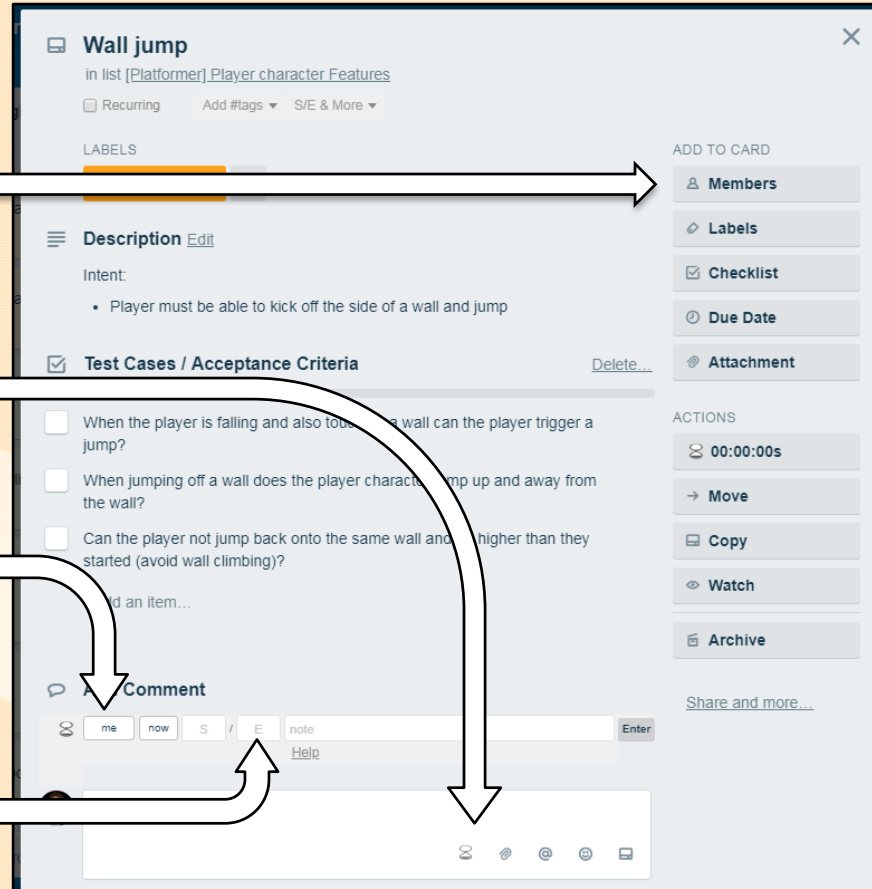 Wall jump
in list [Platformer] Player character Features
Recurring Add #tags S/E & More
LABELS
ADD TO CARD
Members
Labels
Checklist
Due Date
Attachment
Description Edit
Intent:
• Player must be able to kick off the side of a wall and jump
Test Cases / Acceptance Criteria Delete...
When the player is falling and also a wall can the player trigger a
jump?
When jumping off a wall does the player up and away from
the wall?
Can the player not jump back onto the same wall and higher than they
started (avoid wall climbing)?
an item...
ACTIONS
00:00:00s
→ Move
Copy
Watch
Archive
Share and more...
Comment
me now S / E note Enter
Help
@